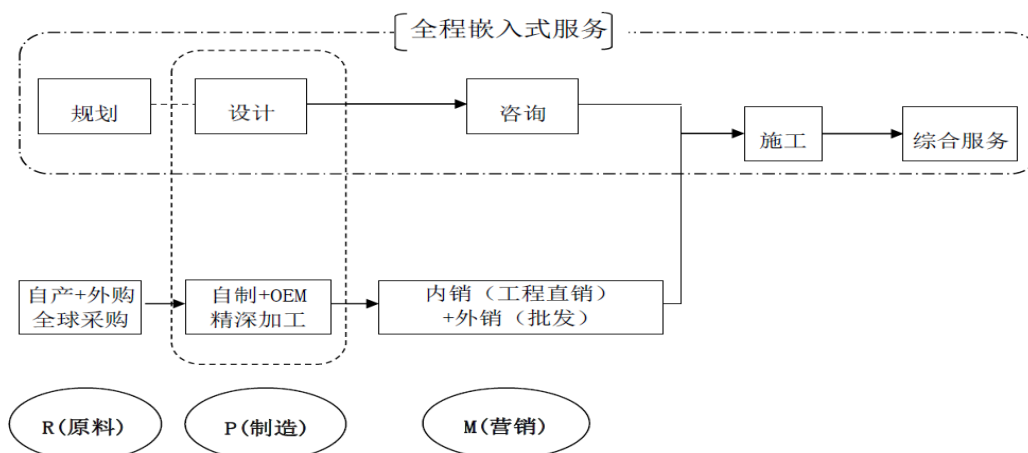 全程嵌入式服务
规划
设计
咨询
施工
综合服务
自产+外购
全球采购
自制+OEM
精深加工
内销（工程直销）
+外销（批发）
R(原料)
P(制造)
M(营销)